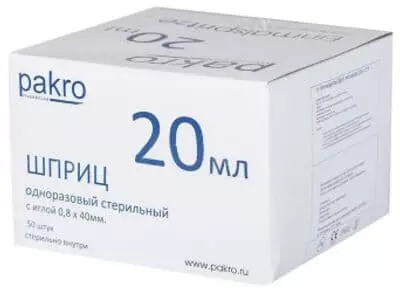 Einmalspritze
20 мл
pakro
pakro
20 мл
ШПРИЦ
одноразовый стерильный
с иглой 0,8 х 40мм.
50 штук
стерильно внутри
www.pakro.ru